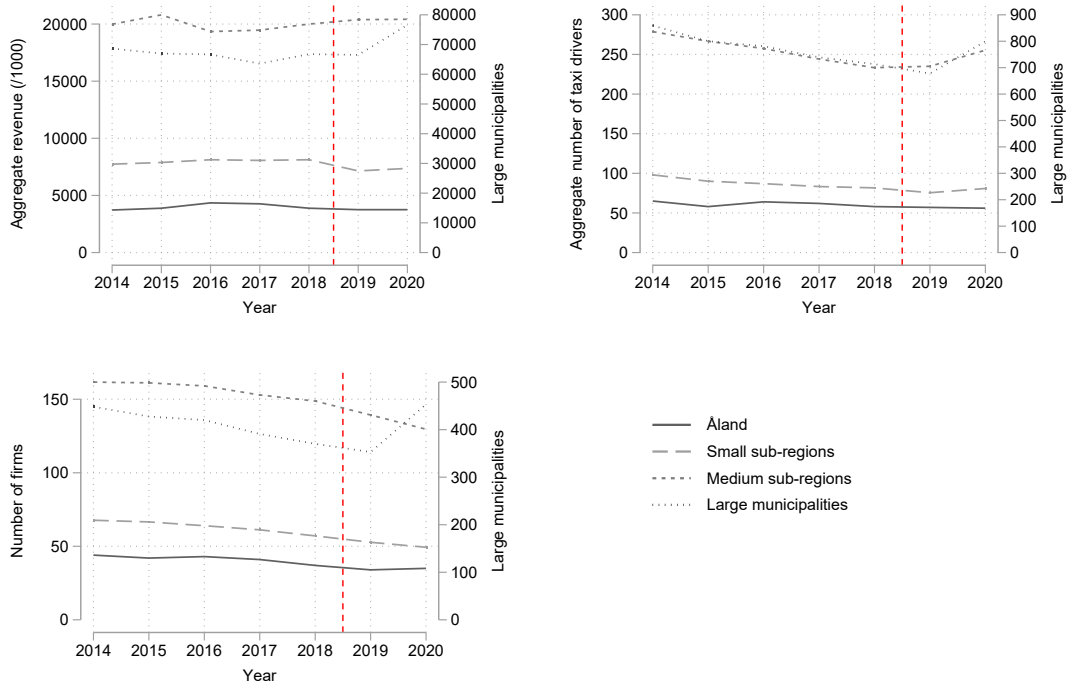 Aggregate revenue (/1000)
20000
15000
10000
5000
0
80000
70000
60000
50000
40000
30000
20000
10000
0
Large municipalities
2014 2015 2016 2017 2018 2019 2020
Year
Aggregate number of taxi drivers
300
250
200
150
100
50
0
900
800
700
600
500
400
300
200
100
0
Large municipalities
2014 2015 2016 2017 2018 2019 2020
Year
Number of firms
150
100
50
0
500
400
300
200
100
0
Large municipalities
2014 2015 2016 2017 2018 2019 2020
Year
Åland
Small sub-regions
Medium sub-regions
Large municipalities